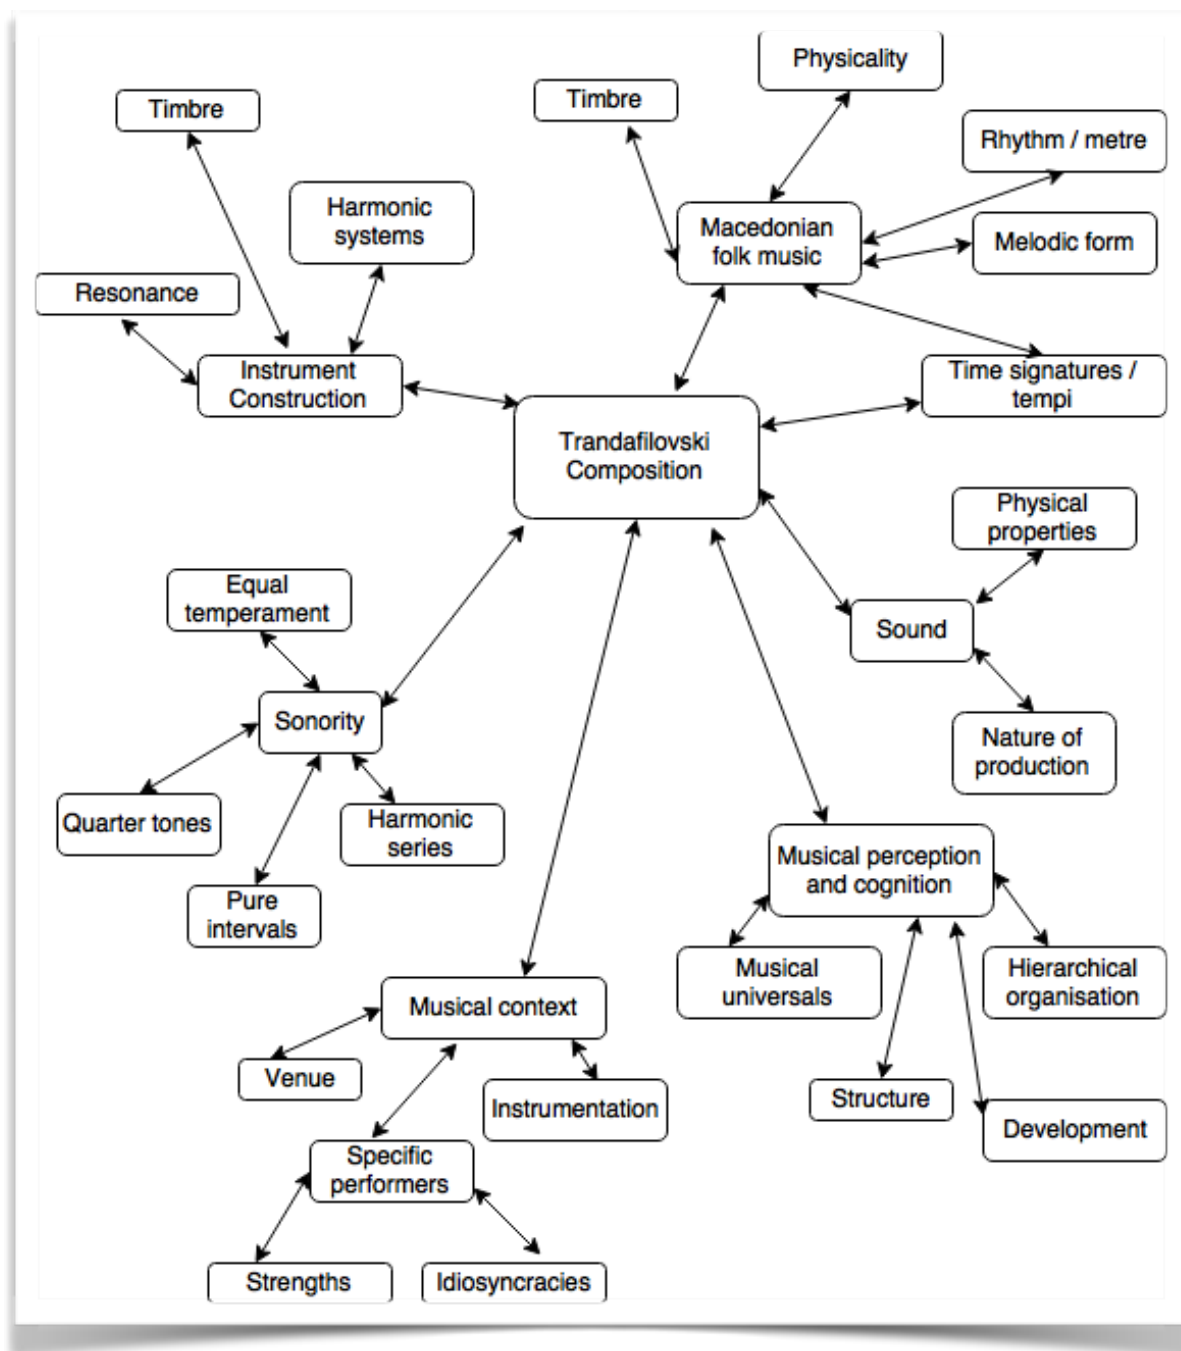 Physicality
Timbre
Timbre
Rhythm / metre
Harmonic
systems
Macedonian
folk music
Melodic form
Resonance
Instrument
Construction
Time signatures /
tempi
Trandafilovski
Composition
Physical
properties
Equal
temperament
Sound
Sonority
Nature of
production
Quarter tones
Harmonic
series
Musical perception
and cognition
Pure
intervals
Musical
universals
Hierarchical
organisation
Musical context
Venue
Instrumentation
Structure
Development
Specific
performers
Strengths
Idiosyncracies